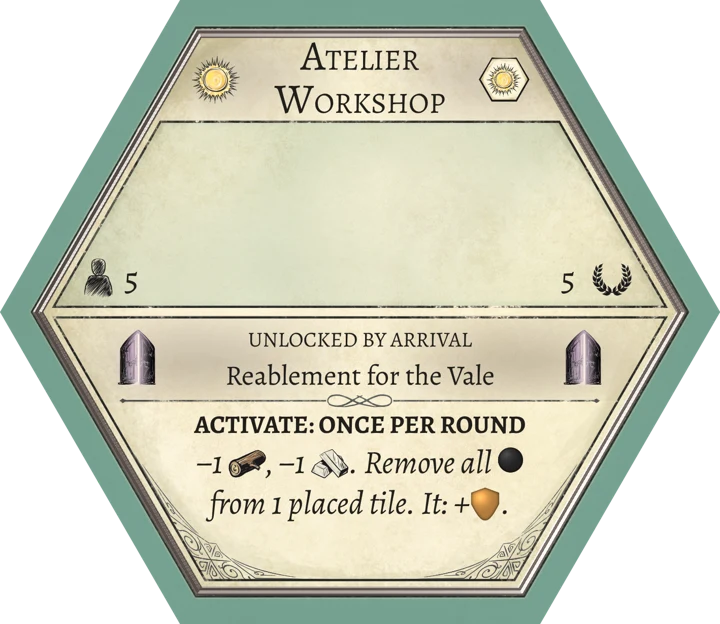 ATELIER
WORKSHOP
5
5
UNLOCKED BY ARRIVAL
Reablement for the Vale
ACTIVATE: ONCE PER ROUND
–1 , –1 . Remove all
from 1 placed tile. It: + .